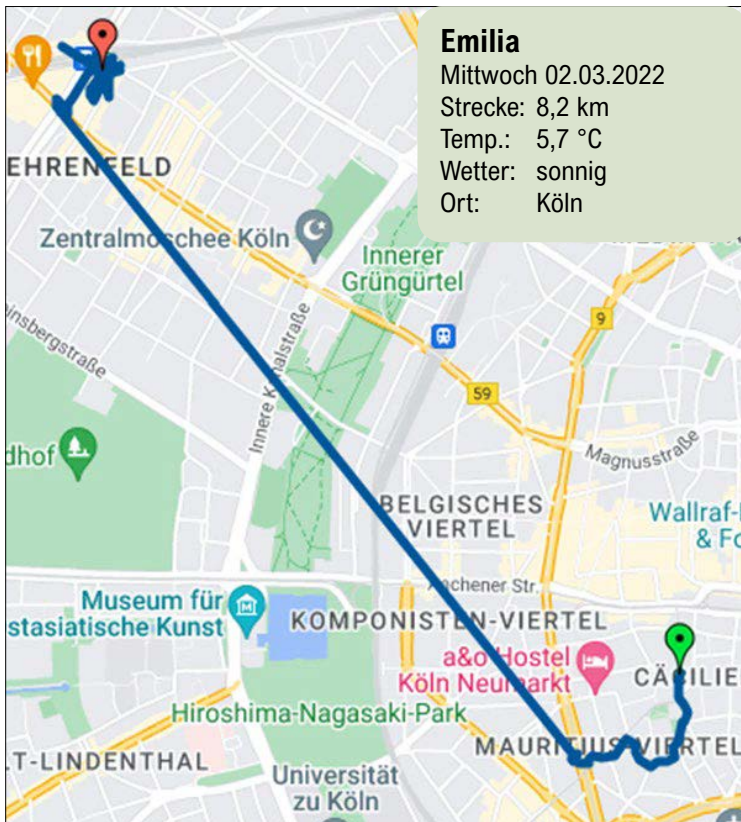 Emilia
Mittwoch 02.03.2022
Strecke: 8,2 km
Temp.: 5,7 °C
Wetter: sonnig
Ort: Köln
EHRENFELD
Zentralmoschee Köln
Innerer
Grüngürtel
insbergstraße
9
Innere Kanalstraße
59
Magnusstraße
dhof
BELGISCHES
VIERTEL
Wallraf-
& Fo
Aachener Str.
Museum für
stasiatische Kunst
KOMPONISTEN-VIERTEL
a&o Hostel
Köln Neumarkt
CÄCILIE
Hiroshima-Nagasaki-Park
MAURITIUS-VIERTEL
T-LINDENTHAL
Universität
zu Köln